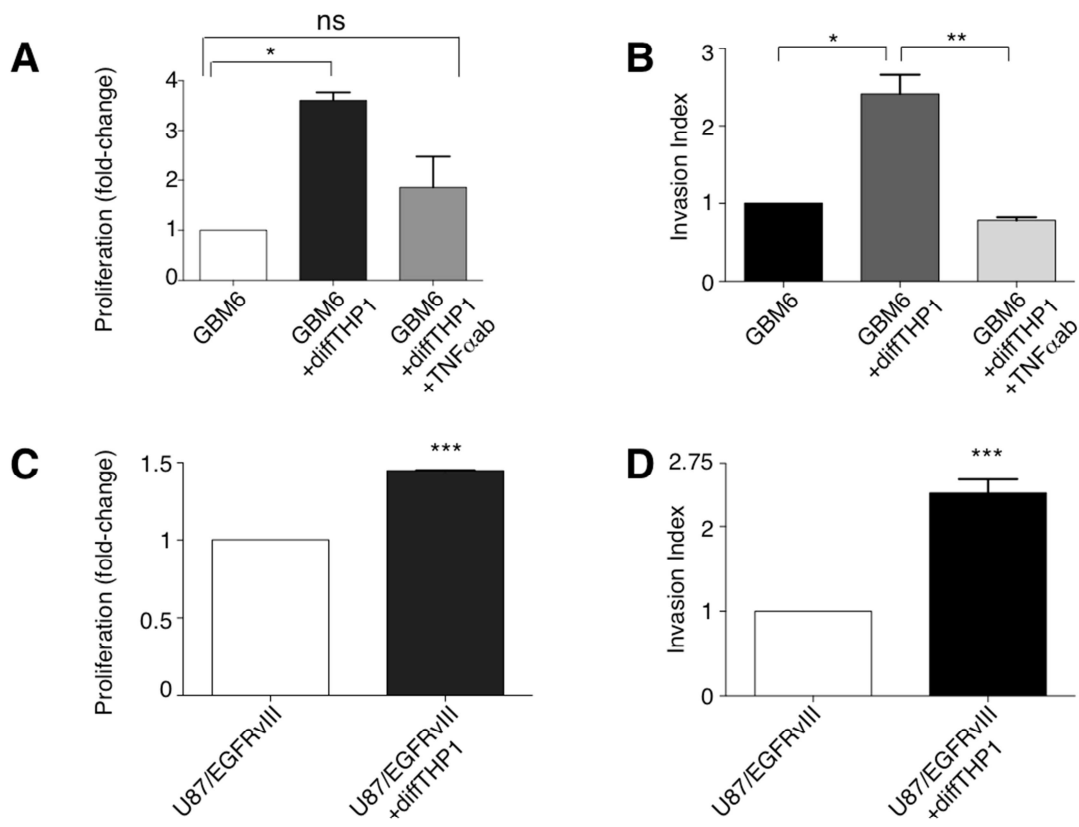 A
ns
*
Proliferation (fold-change)
4
3
2
1
0
GBM6
GBM6
+diffTHP1
GBM6
+diffTHP1
+TNFαab
B
*
**
Invasion Index
3
2
1
0
GBM6
GBM6
+diffTHP1
GBM6
+diffTHP1
+TNFαab
C
***
Proliferation (fold-change)
1.5
1
0.5
0
U87/EGFRvIII
U87/EGFRvIII
+diffTHP1
D
***
Invasion Index
2.75
2
1
0
U87/EGFRvIII
U87/EGFRvIII
+diffTHP1